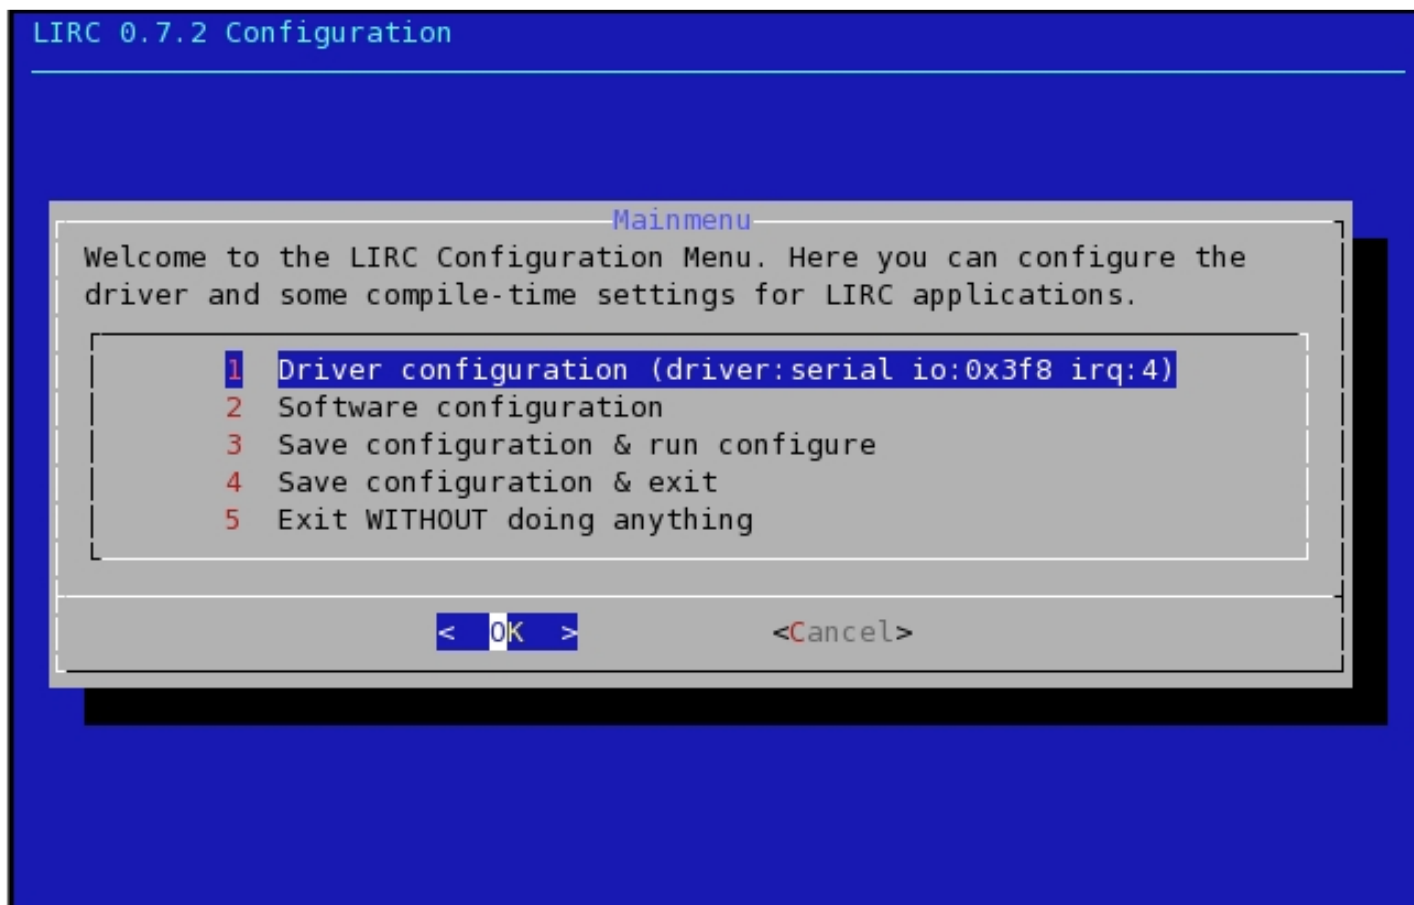 LIRC 0.7.2 Configuration
Mainmenu
Welcome to the LIRC Configuration Menu. Here you can configure the
driver and some compile-time settings for LIRC applications.
1 Driver configuration (driver:serial io:0x3f8 irq:4)
2 Software configuration
3 Save configuration & run configure
4 Save configuration & exit
5 Exit WITHOUT doing anything
< OK > <Cancel>